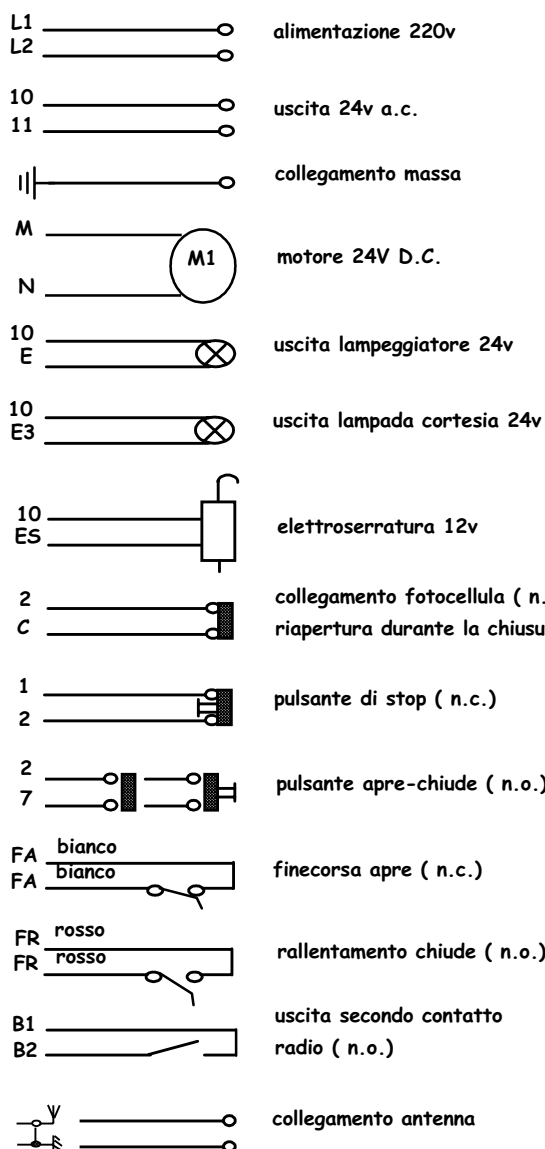 L1
L2
alimentazione 220v
10
11
uscita 24v a.c.
collegamento massa
M
N
M1
motore 24V D.C.
10
E
uscita lampeggiatore 24v
10
E3
uscita lampada cortesia 24v
10
ES
elettroserratura 12v
2
C
collegamento fotocellula ( n.
riapertura durante la
1
2
pulsante di stop ( n.c.)
2
7
pulsante apre-chiude ( n.o.)
FA bianco
FA bianco
finecorsa apre ( n.c.)
FR rosso
FR rosso
rallentamento chiude ( n.o.)
B1
B2
uscita secondo contatto
radio ( n.o.)
collegamento antenna